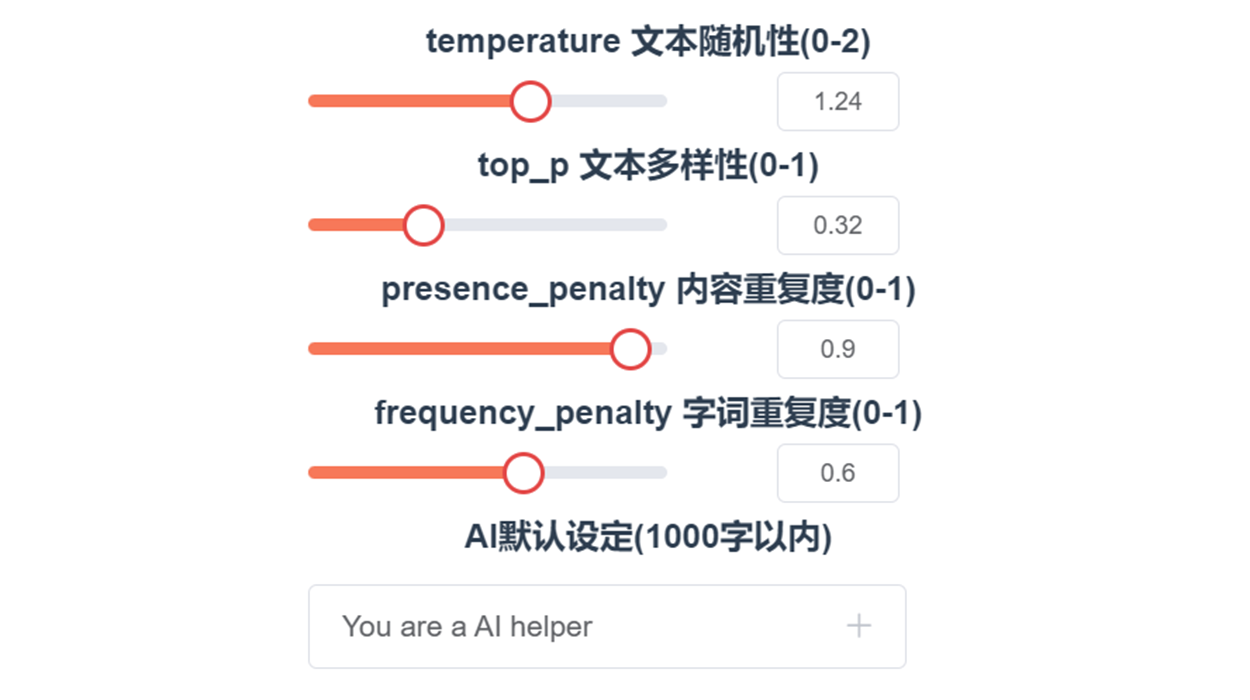 temperature 文本随机性(0-2)
1.24
top_p 文本多样性(0-1)
0.32
presence_penalty 内容重复度(0-1)
0.9
frequency_penalty 字词重复度(0-1)
0.6
AI默认设定(1000字以内)
You are a AI helper